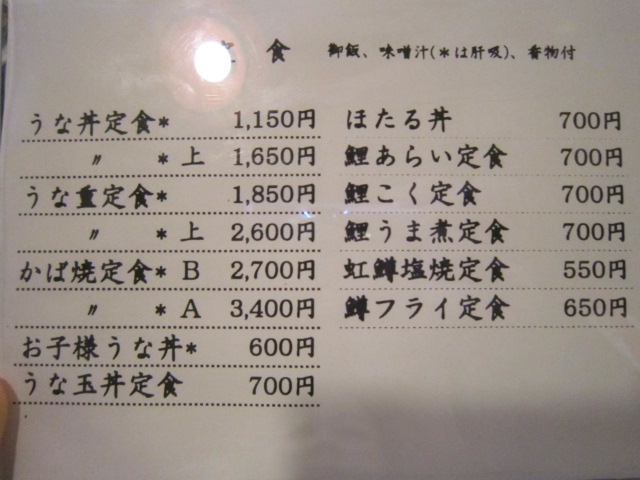 食 御飯、味噌汁(*は肝吸)、香物付
うな丼定食* 1,150円
〃 *上 1,650円
うな重定食* 1,850円
〃 *上 2,600円
かば焼定食* B 2,700円
〃 * A 3,400円
お子様うな丼* 600円
うな玉丼定食 700円
ほたる丼 700円
鯉あらい定食 700円
鯉こく定食 700円
鯉うま煮定食 700円
虹鱒塩焼定食 550円
鱒フライ定食 650円